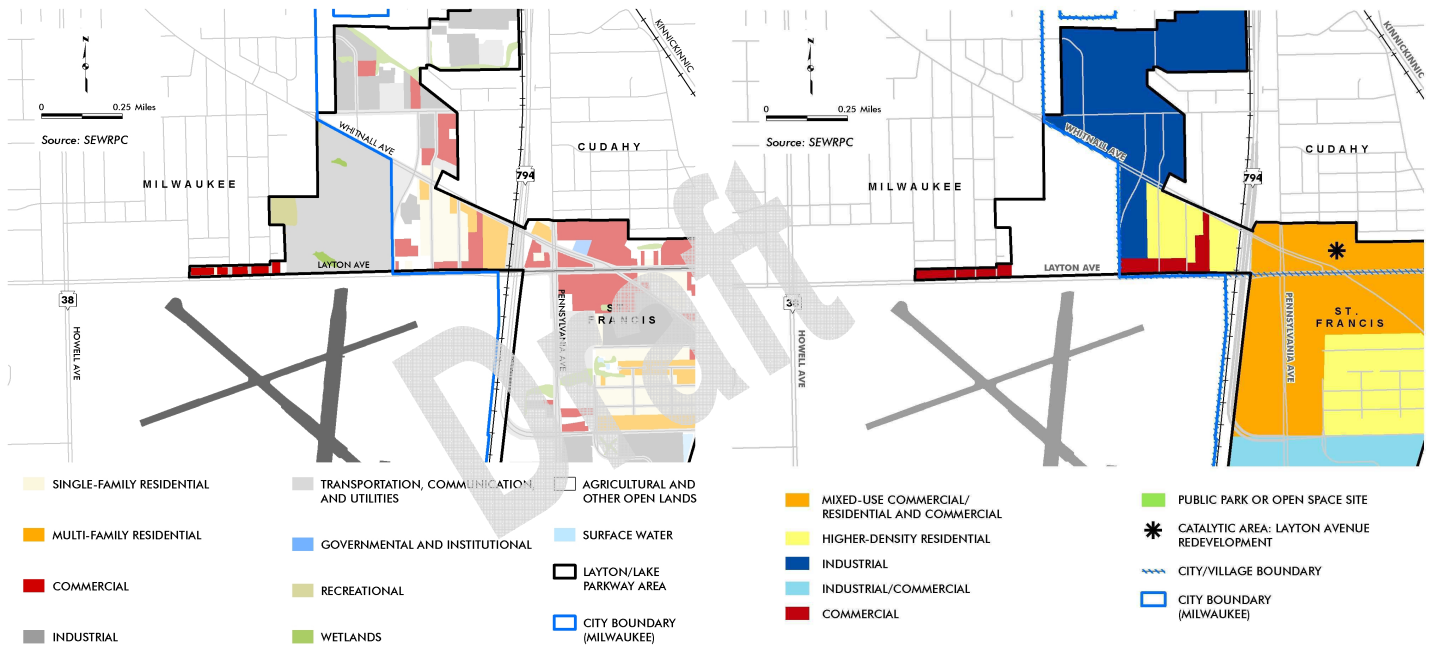 N
0 0.25 Miles
Source: SEWRPC
MILWAUKEE
WHITNALL AVE
CUDAHY
KINNICKINNIC
794
LAYTON AVE
38
HOWELL AVE
PENNSYLVANIA AVE
ST.
FRANCIS
Draft
SINGLE-FAMILY RESIDENTIAL
MULTI-FAMILY RESIDENTIAL
COMMERCIAL
INDUSTRIAL
TRANSPORTATION, COMMUNICATION,
AND UTILITIES
GOVERNMENTAL AND INSTITUTIONAL
RECREATIONAL
WETLANDS
AGRICULTURAL AND
OTHER OPEN LANDS
SURFACE WATER
LAYTON/LAKE
PARKWAY AREA
CITY BOUNDARY
(MILWAUKEE)
N
0 0.25 Miles
Source: SEWRPC
MILWAUKEE
WHITNALL AVE
CUDAHY
KINNICKINNIC
794
LAYTON AVE
38
HOWELL AVE
PENNSYLVANIA AVE
ST.
FRANCIS
MIXED-USE COMMERCIAL/
RESIDENTIAL AND COMMERCIAL
HIGHER-DENSITY RESIDENTIAL
INDUSTRIAL
INDUSTRIAL/COMMERCIAL
COMMERCIAL
PUBLIC PARK OR OPEN SPACE SITE
CATALYTIC AREA: LAYTON AVENUE
REDEVELOPMENT
CITY/VILLAGE BOUNDARY
CITY BOUNDARY
(MILWAUKEE)